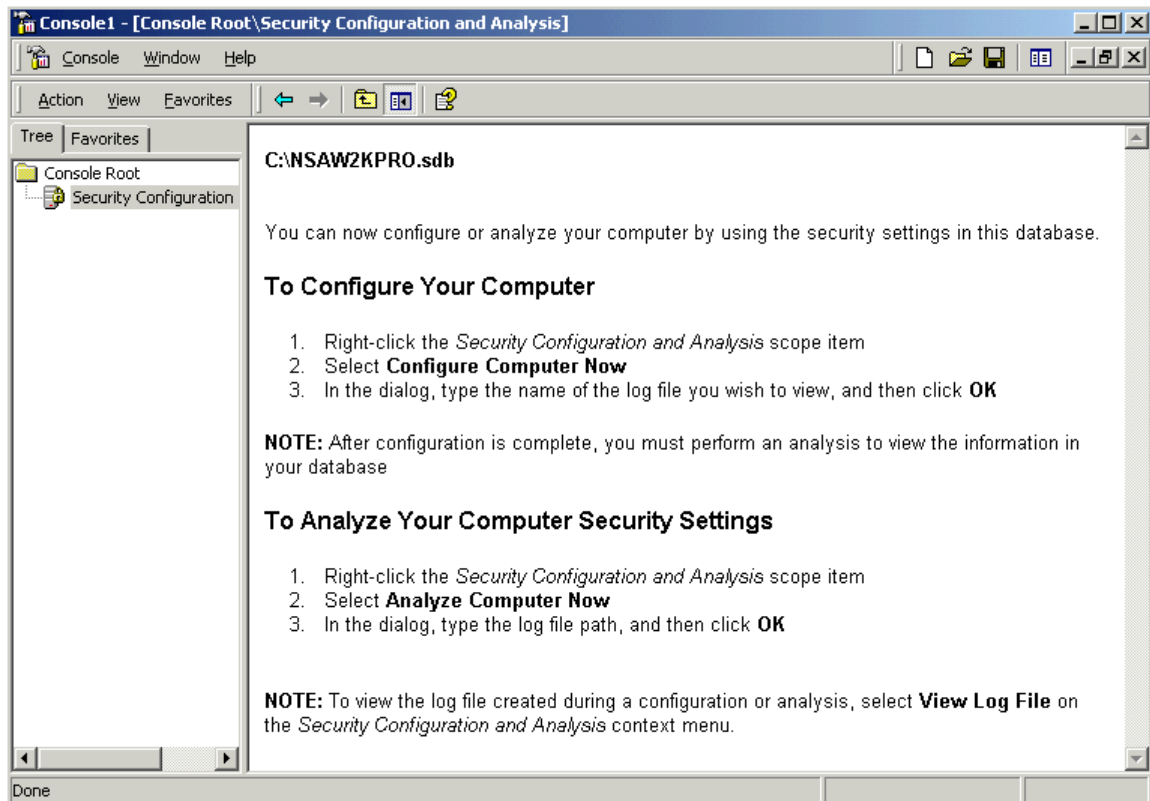 Console1 - [Console Root\Security Configuration and Analysis]
Console Window Help
Action View Favorites
Tree Favorites
Console Root
Security Configuration
C:\NSAW2KPRO.sdb
You can now configure or analyze your computer by using the security settings in this database.
To Configure Your Computer
1. Right-click the Security Configuration and Analysis scope item
2. Select Configure Computer Now
3. In the dialog, type the name of the log file you wish to view, and then click OK
NOTE: After configuration is complete, you must perform an analysis to view the information in
your database
To Analyze Your Computer Security Settings
1. Right-click the Security Configuration and Analysis scope item
2. Select Analyze Computer Now
3. In the dialog, type the log file path, and then click OK
NOTE: To view the log file created during a configuration or analysis, select View Log File on
the Security Configuration and Analysis context menu.
Done